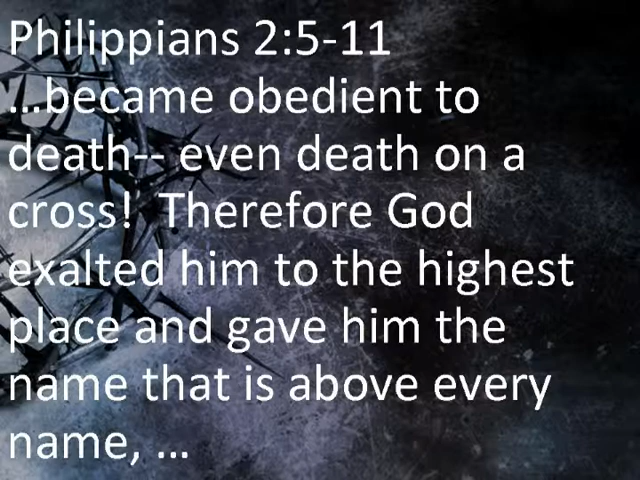 Philippians 2:5-11
…became obedient to
death-- even death on a
cross!  Therefore God
exalted him to the highest
place and gave him the
name that is above every
name, …